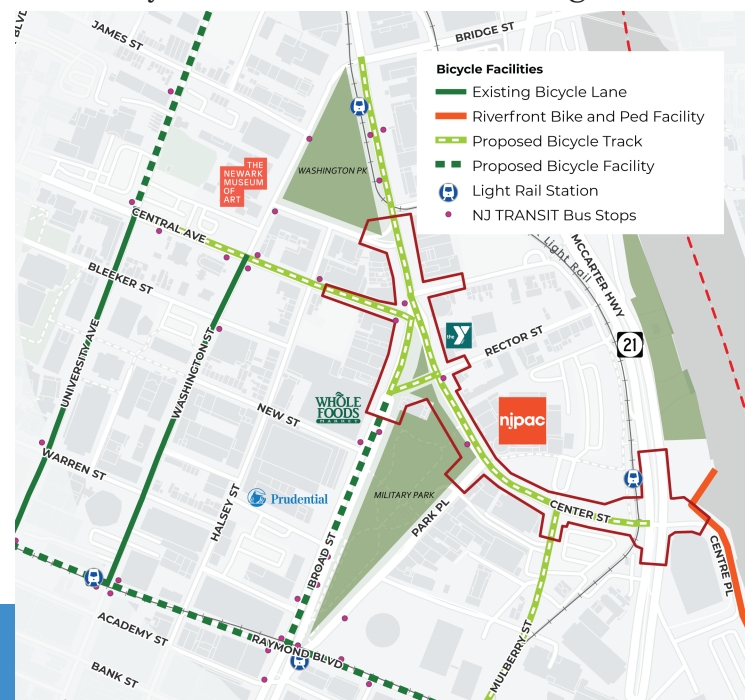 BLVD
JAMES ST
BRIDGE ST
Bicycle Facilities
Existing Bicycle Lane
Riverfront Bike and Ped Facility
Proposed Bicycle Track
Proposed Bicycle Facility
Light Rail Station
NJ TRANSIT Bus Stops
THE
NEWARK
MUSEUM
OF
ART
WASHINGTON PK
CENTRAL AVE
BLEEKER ST
UNIVERSITY AVE
WASHINGTON ST
Light Rail
MCCARTER HWY
21
the Y
RECTOR ST
WHOLE
FOODS
MARKET
NEW ST
njpac
WARREN ST
HALSEY ST
Prudential
MILITARY PARK
PARK PL
CENTER ST
BROAD ST
CENTRE PL
ACADEMY ST
RAYMOND BLVD
MULBERRY ST
BANK ST